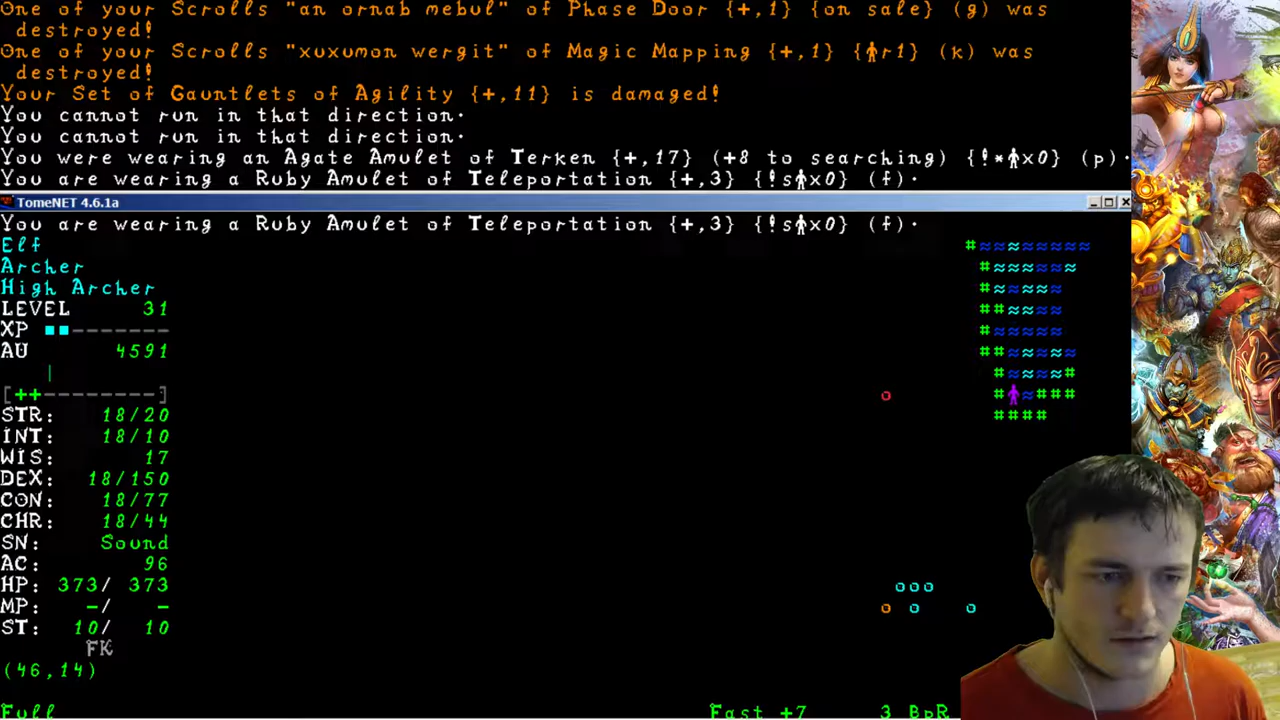 One of your Scrolls "an ornab mebul" of Phase Door {+,1} {on sale} (g) was
destroyed!
One of your Scrolls "xuxumon wergit" of Magic Mapping {+,1} {r1} (k) was
destroyed!
Your Set of Gauntlets of Agility {+,11} is damaged!
You cannot run in that direction.
You cannot run in that direction.
You were wearing an Agate Amulet of Terken {+,17} (+8 to searching) {!*x0} (p).
You are wearing a Ruby Amulet of Teleportation {+,3} {!sx0} (f).
TomeNET 4.6.1a
You are wearing a Ruby Amulet of Teleportation {+,3} {!sx0} (f).
Elf
Archer
High Archer
LEVEL 31
XP
AU 4591
[++---------]
STR: 18/20
INT: 18/10
WIS: 17
DEX: 18/150
CON: 18/77
CHR: 18/44
SN: Sound
AC: 96
HP: 373/ 373
MP: -/ -
ST: 10/ 10
FK
(46,14)
Full Fast +7 3 BpR